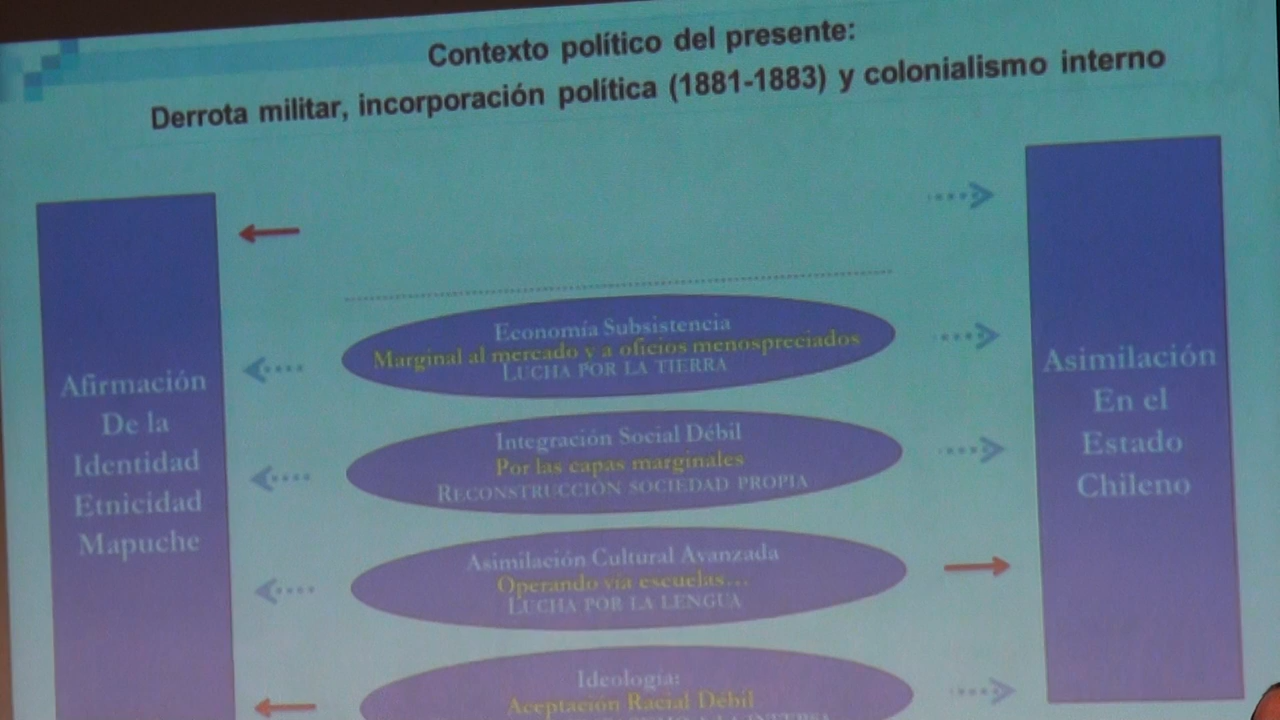 Contexto político del presente:
Derrota militar, incorporación política (1881-1883) y colonialismo interno
Afirmación
De la
Identidad
Etnicidad
Mapuche
Economía Subsistencia
Marginal al mercado y a oficios menospreciados
LUCHA POR LA TIERRA
Integración Social Débil
Por las capas marginales
RECONSTRUCCIÓN SOCIEDAD PROPIA
Asimilación Cultural Avanzada
Operando vía escuelas...
LUCHA POR LA LENGUA
Ideología:
Aceptación Racial Débil
Asimilación
En el
Estado
Chileno